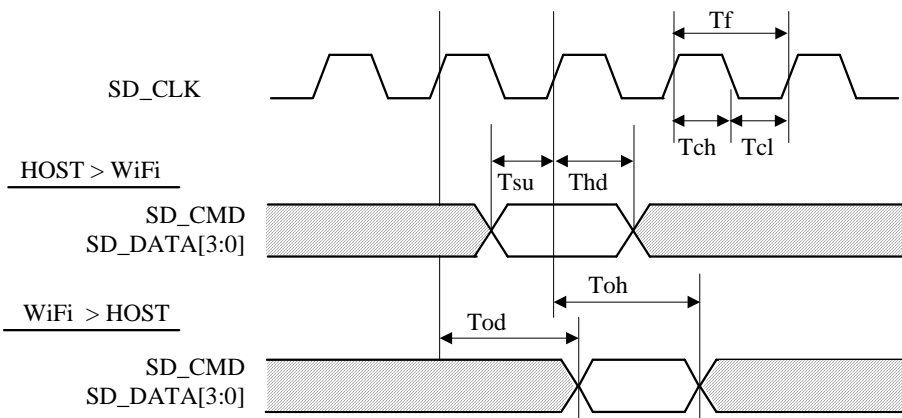 Tf
SD_CLK
Tch Tcl
HOST > WiFi
Tsu Thd
SD_CMD
SD_DATA[3:0]
Toh
WiFi > HOST
Tod
SD_CMD
SD_DATA[3:0]